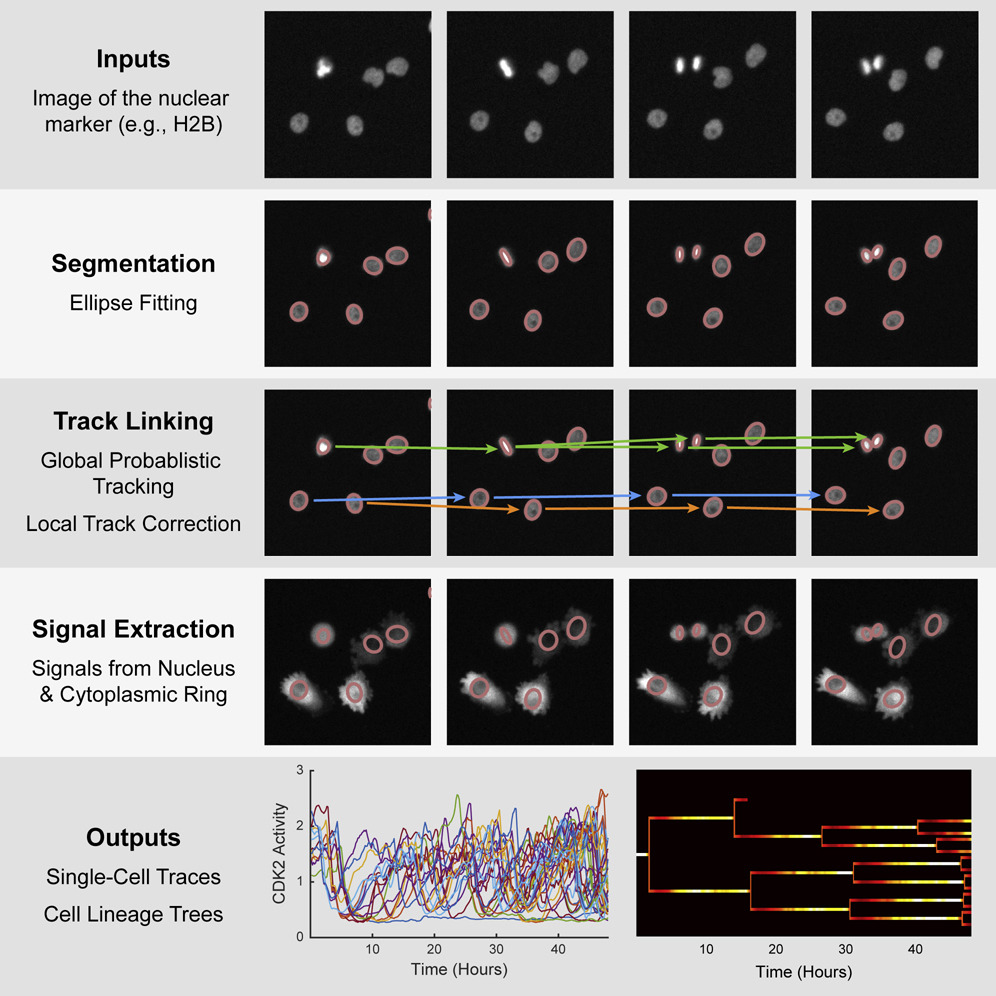 Inputs
Image of the nuclear
marker (e.g., H2B)
Segmentation
Ellipse Fitting
Track Linking
Global Probablistic
Tracking
Local Track Correction
Signal Extraction
Signals from Nucleus
& Cytoplasmic Ring
Outputs
Single-Cell Traces
Cell Lineage Trees
CDK2 Activity
3
2
1
0
10 20 30 40
Time (Hours)
10 20 30 40
Time (Hours)